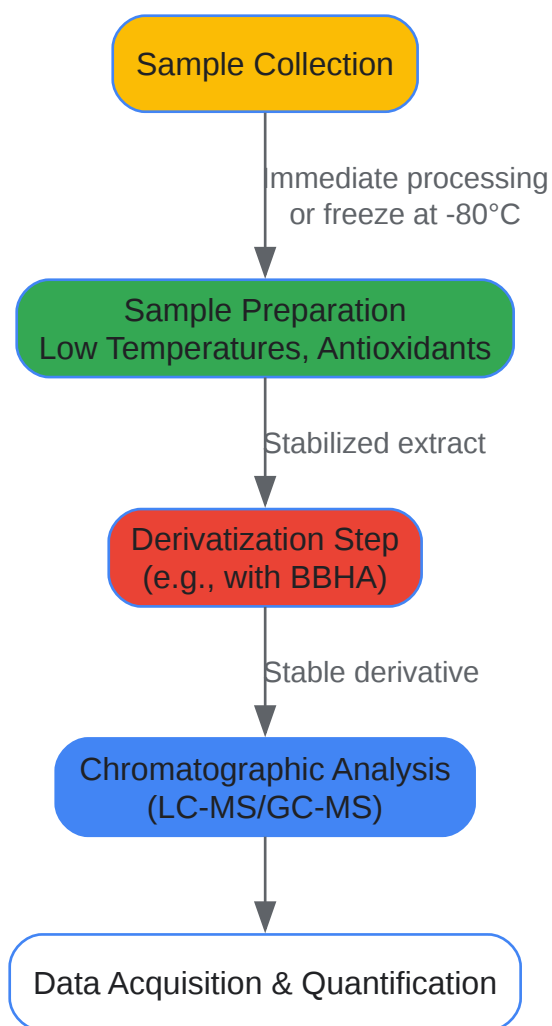 Sample Collection
Immediate processing
or freeze at -80°C
Sample Preparation
Low Temperatures, Antioxidants
Stabilized extract
Derivatization Step
(e.g., with BBHA)
Stable derivative
Chromatographic Analysis
(LC-MS/GC-MS)
Data Acquisition & Quantification